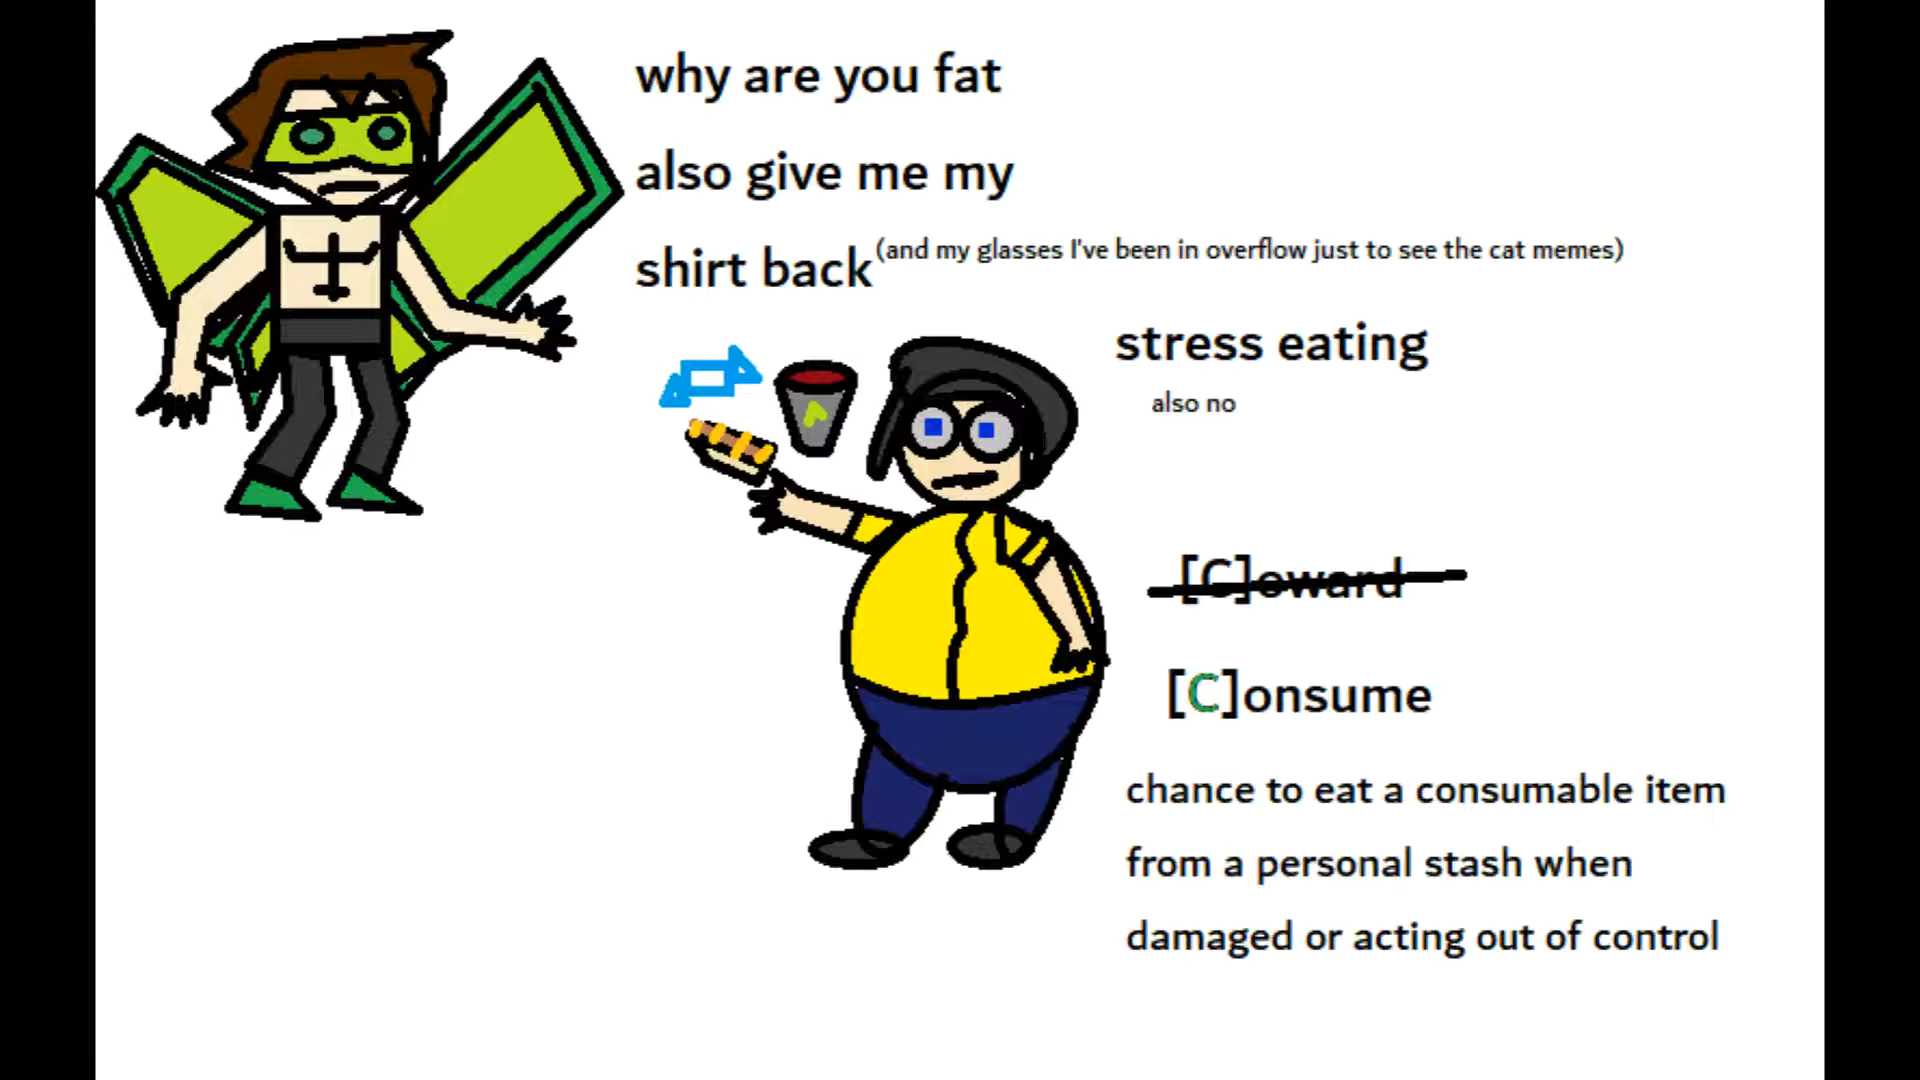 why are you fat
also give me my
shirt back (and my glasses I've been in overflow just to see the cat memes)
stress eating
also no
[C]oward
[C]onsume
chance to eat a consumable item
from a personal stash when
damaged or acting out of control